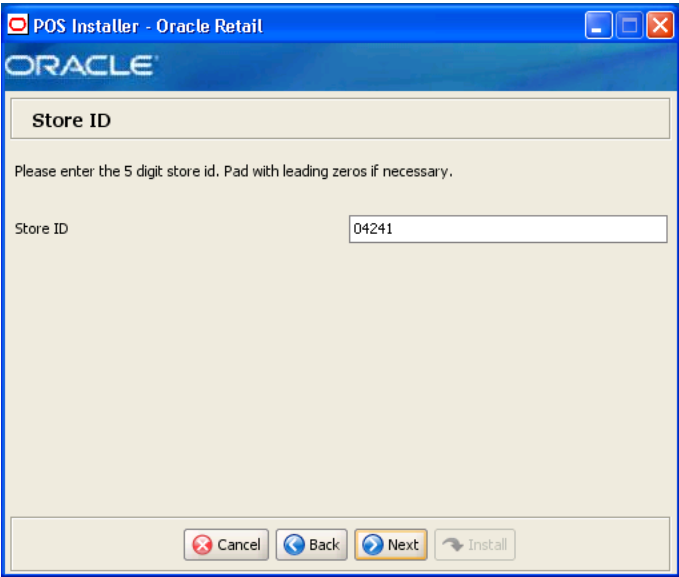 POS Installer - Oracle Retail
ORACLE
Store ID
Please enter the 5 digit store id. Pad with leading zeros if necessary.
Store ID 04241
Cancel Back Next Install